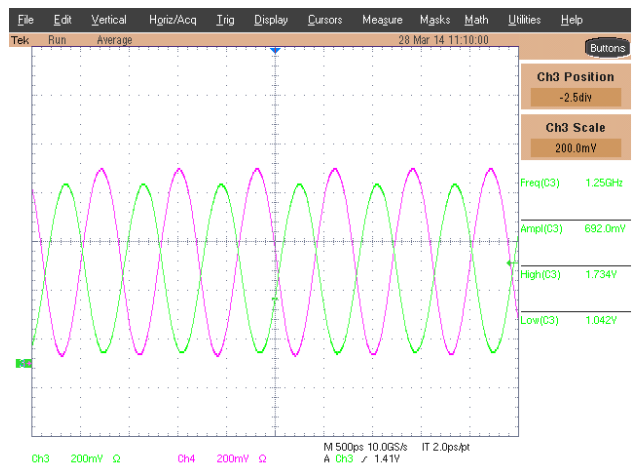 File Edit Vertical Horiz/Acq Trig Display Cursors Measure Masks Math Utilities Help
Tek Run Average 28 Mar 14 11:10:00 Buttons
Ch3 Position
-2.5div
Ch3 Scale
200.0mV
Freq(C3) 1.25GHz
Ampl(C3) 692.0mV
High(C3) 1.734V
Low(C3) 1.042V
M 500ps 10.0GS/s IT 2.0ps/pt
Ch3 200mV Ω Ch4 200mV Ω A Ch3 ∕ 1.41V